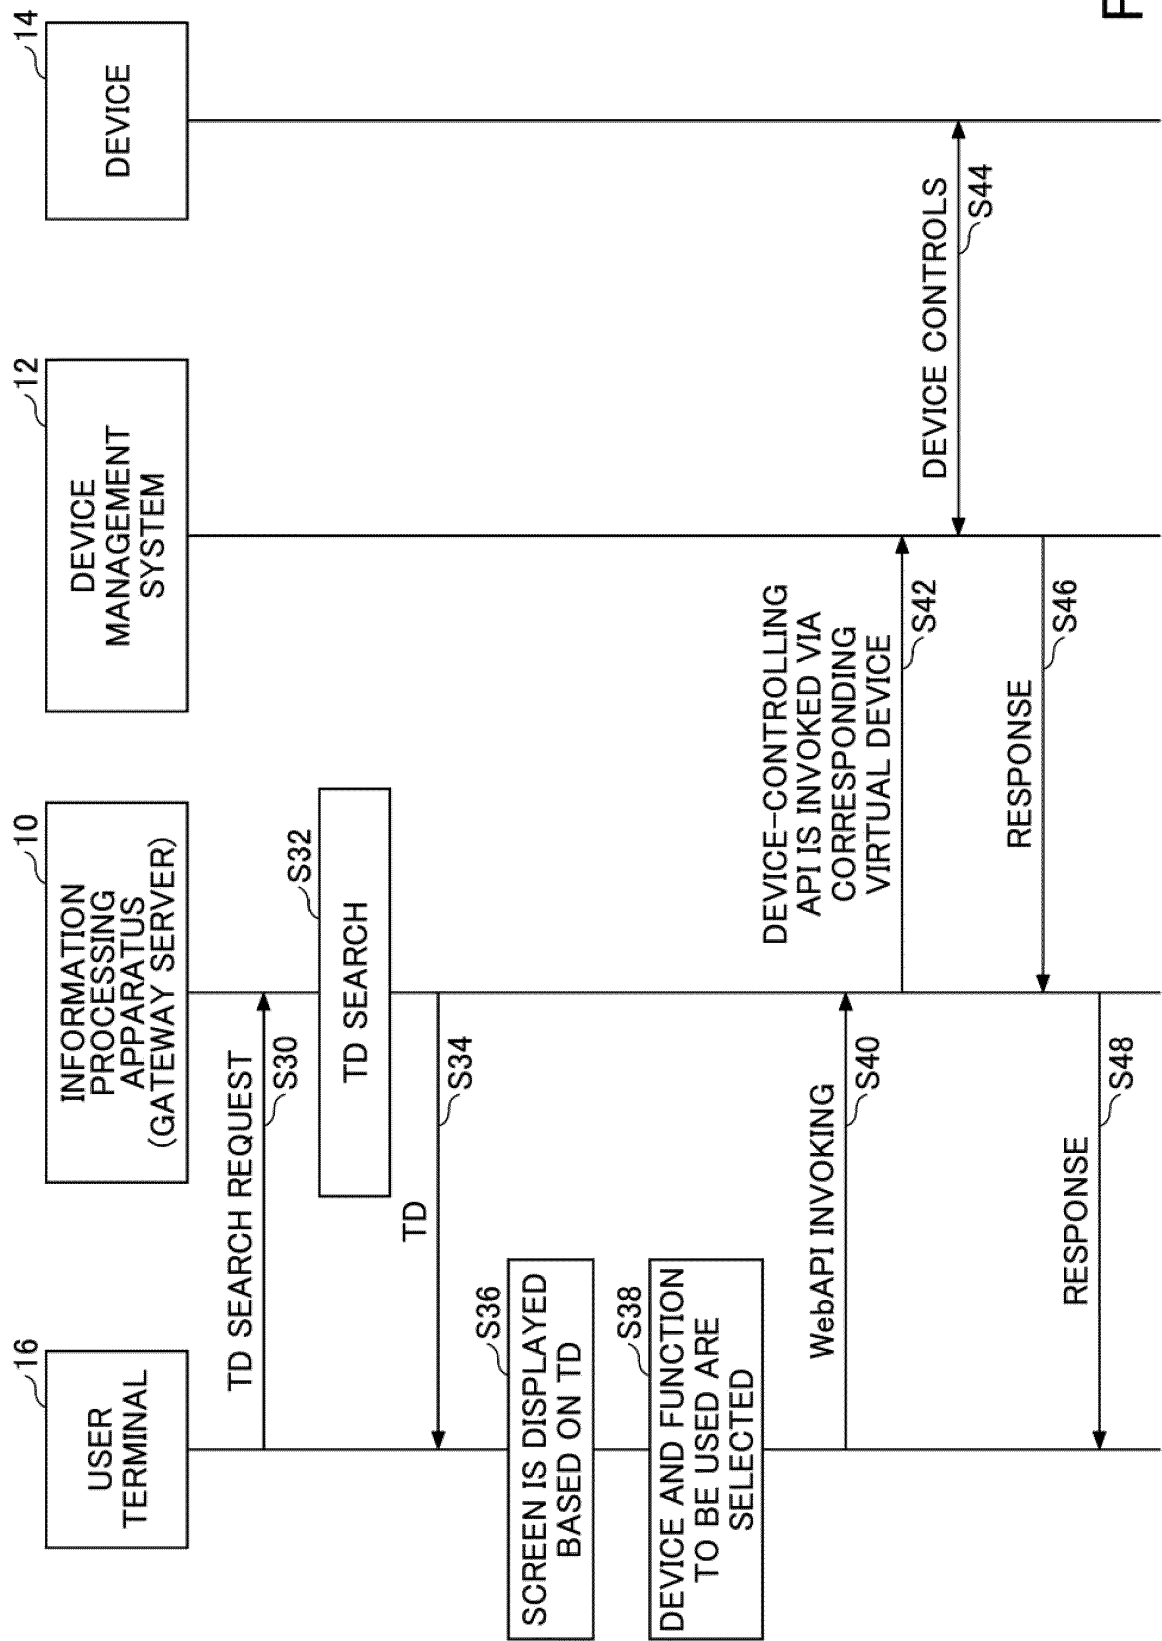 16
USER
TERMINAL
10
INFORMATION
PROCESSING
APPARATUS
(GATEWAY SERVER)
12
DEVICE
MANAGEMENT
SYSTEM
14
DEVICE
TD SEARCH REQUEST
S30
S32
TD SEARCH
TD
S34
S36
SCREEN IS DISPLAYED
BASED ON TD
S38
DEVICE AND FUNCTION
TO BE USED ARE
SELECTED
WebAPI INVOKING
S40
DEVICE-CONTROLLING
API IS INVOKED VIA
CORRESPONDING
VIRTUAL DEVICE
S42
DEVICE CONTROLS
S44
RESPONSE
S46
RESPONSE
S48
F